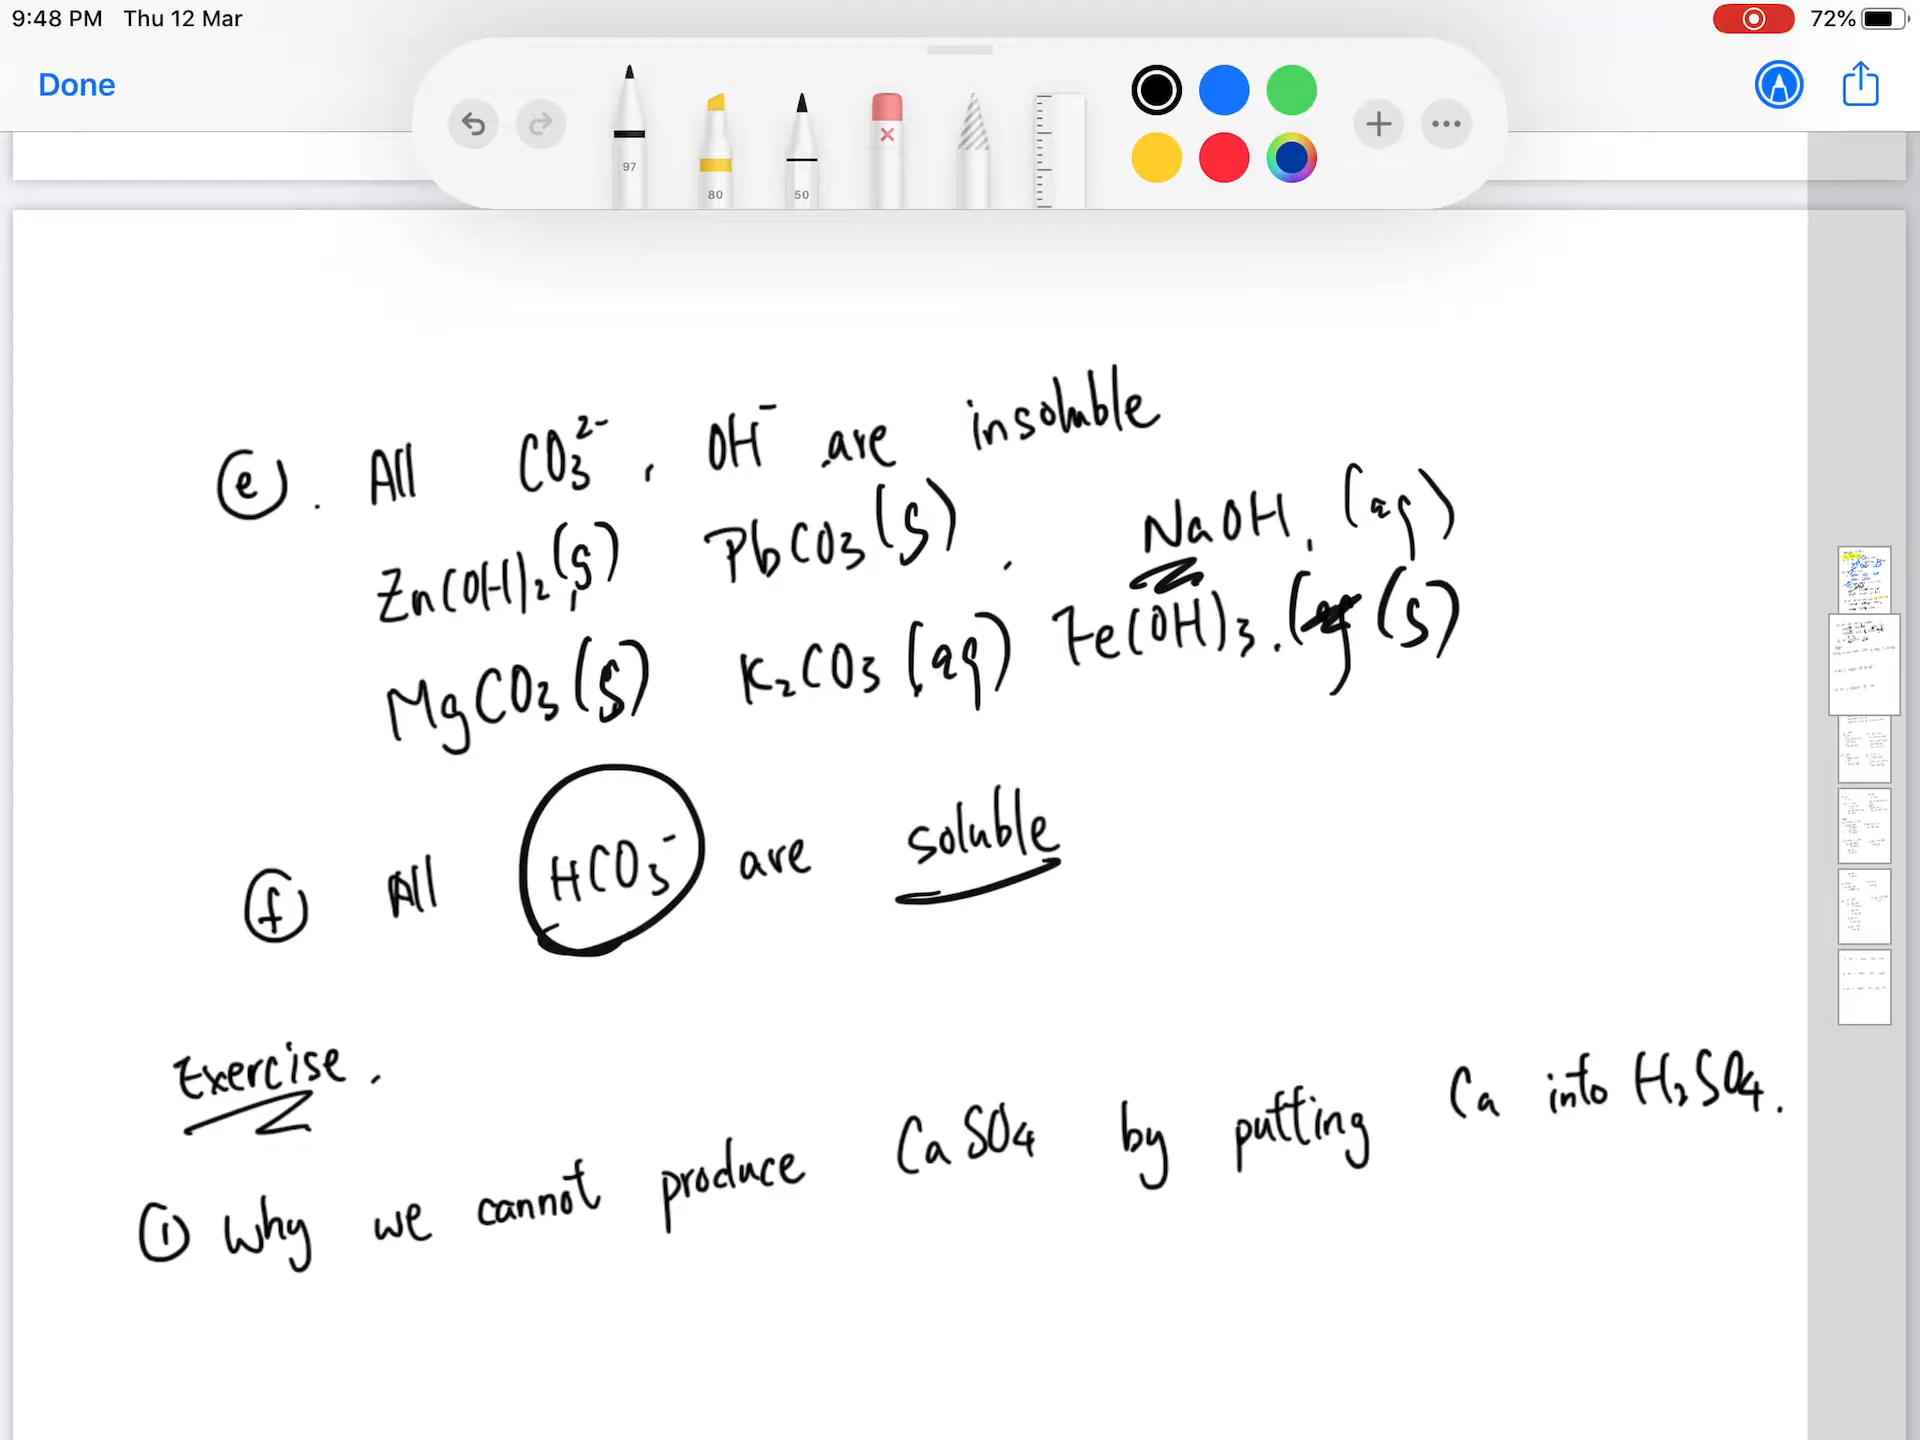 9:48 PM Thu 12 Mar
72%
Done
97
80
50
ⓔ. All CO₃²⁻, OH⁻ are insoluble
Zn(OH)₂(s) PbCO₃(s), NaOH, (aq)
MgCO₃(s) K₂CO₃(aq) Fe(OH)₃.(s)
ⓕ All HCO₃⁻ are soluble
Exercise.
① Why we cannot produce CaSO₄ by putting Ca into H₂SO₄.